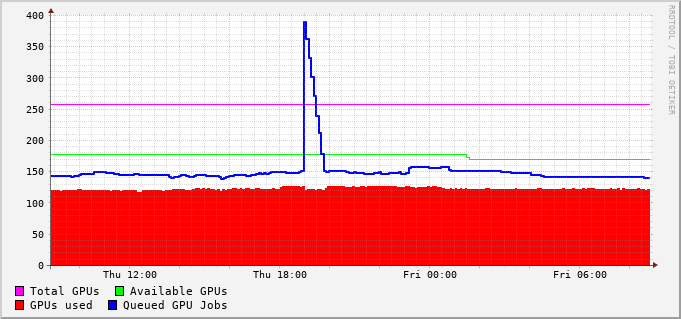 400
350
300
250
200
150
100
50
0
Thu 12:00 Thu 18:00 Fri 00:00 Fri 06:00
Total GPUs Available GPUs
GPUs used Queued GPU Jobs
RRDTOOL / TOBI OETIKER